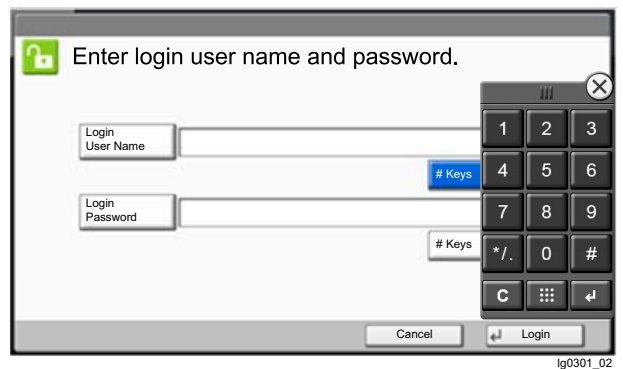 Enter login user name and password.
Login
User Name
# Keys
Login
Password
# Keys
1 2 3
4 5 6
7 8 9
*/. 0 #
C
Cancel
Login
lg0301_02